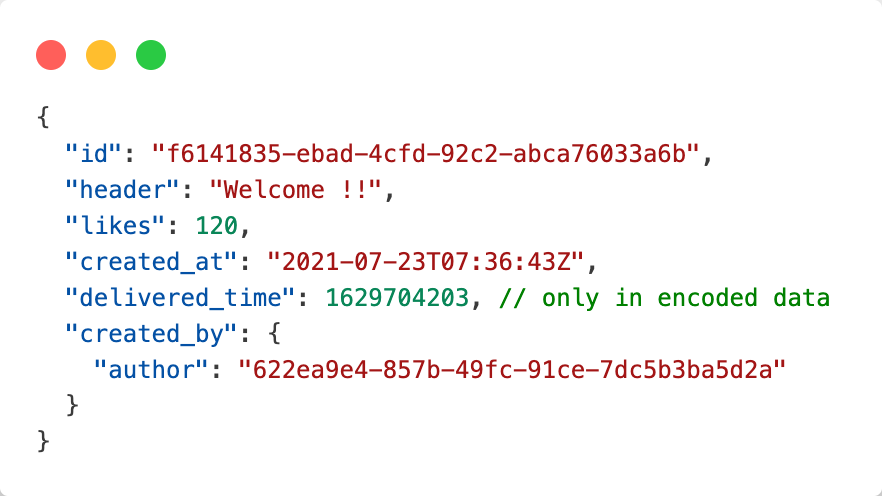 {
  "id": "f6141835-ebad-4cfd-92c2-abca76033a6b",
  "header": "Welcome !!",
  "likes": 120,
  "created_at": "2021-07-23T07:36:43Z",
  "delivered_time": 1629704203, // only in encoded data
  "created_by": {
    "author": "622ea9e4-857b-49fc-91ce-7dc5b3ba5d2a"
  }
}